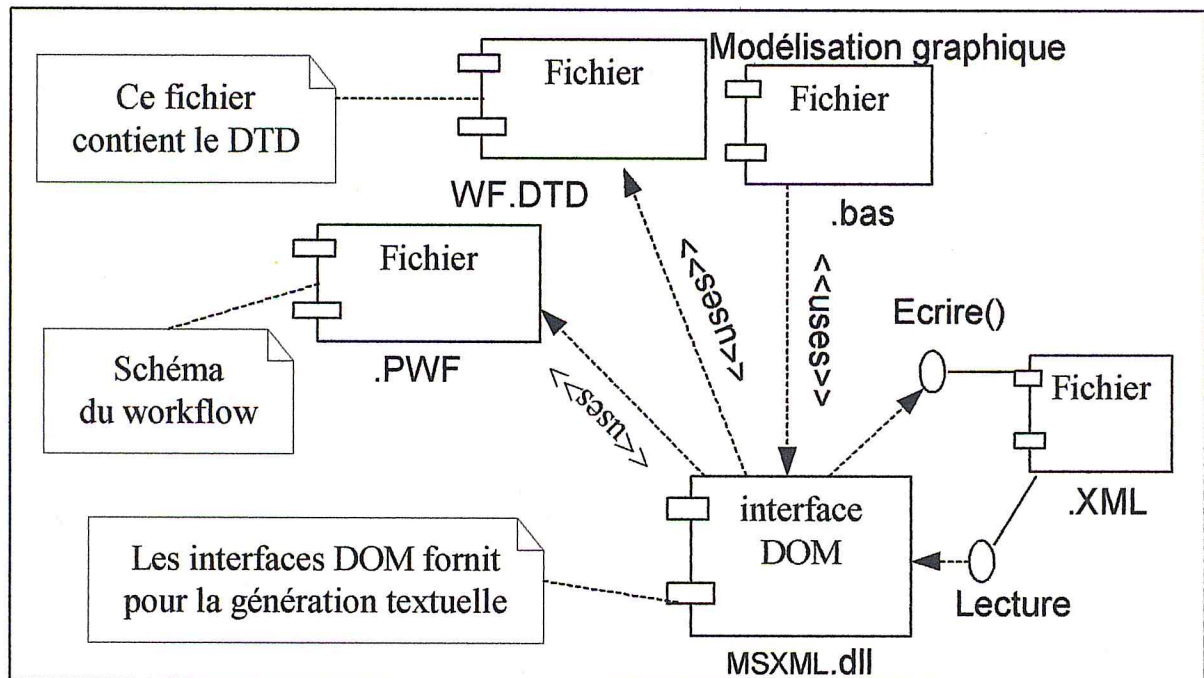 Modélisation graphique
Fichier
Fichier
Ce fichier
contient le DTD
WF.DTD
.bas
Fichier
<<uses>>
<<uses>>
Ecrire()
Fichier
.PWF
Schéma
du workflow
<<uses>>
.XML
interface
DOM
Les interfaces DOM fornit
pour la génération textuelle
Lecture
MSXML.dll